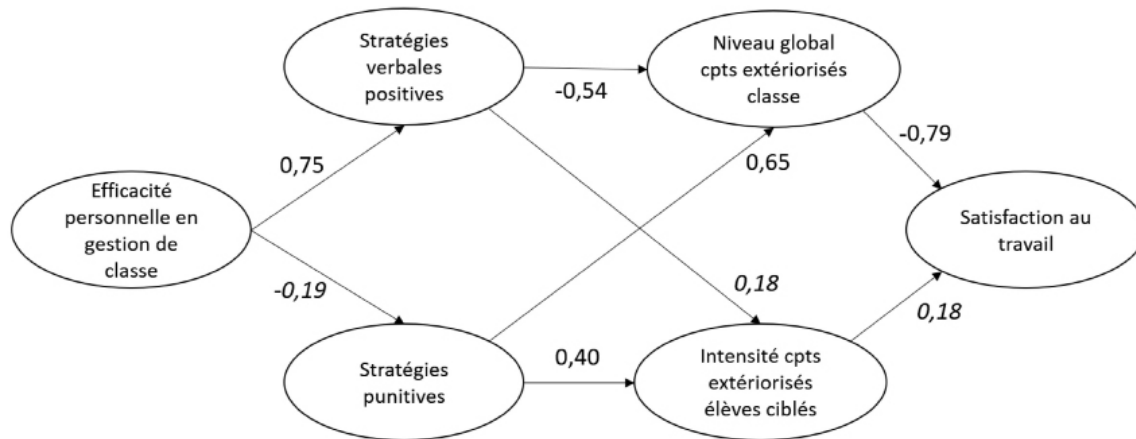 Stratégies
verbales
positives
Niveau global
cpts extériorisés
classe
-0,54
-0,79
0,75
0,65
Efficacité
personnelle en
gestion de
classe
Satisfaction au
travail
-0,19
0,18
0,18
Stratégies
punitives
0,40
Intensité cpts
extériorisés
élèves ciblés